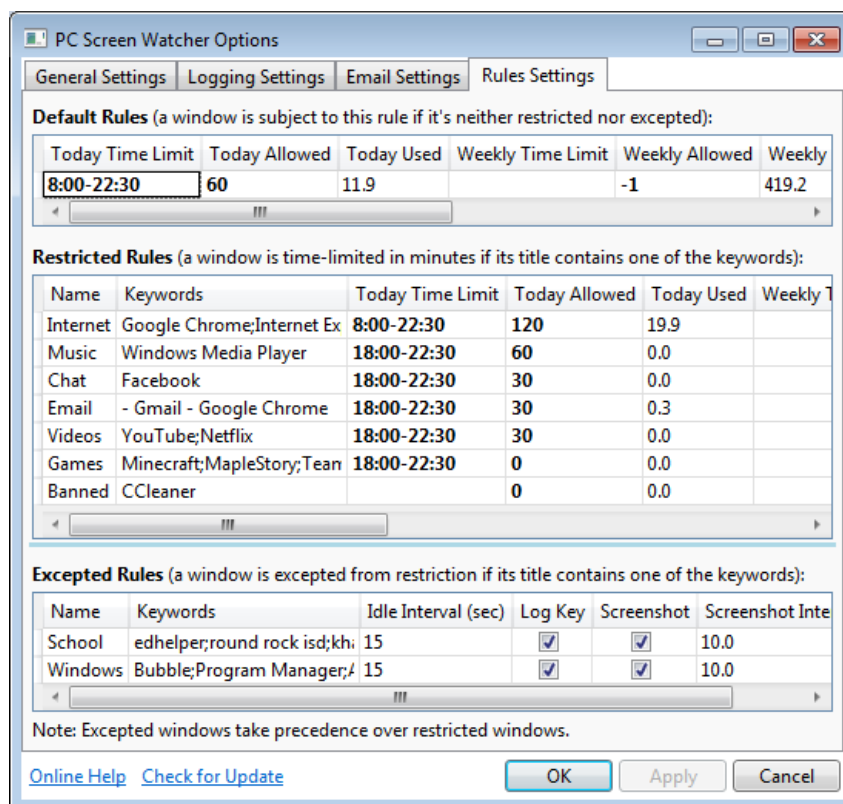 PC Screen Watcher Options
General Settings Logging Settings Email Settings Rules Settings
Default Rules (a window is subject to this rule if it's neither restricted nor excepted):
Today Time Limit Today Allowed Today Used Weekly Time Limit Weekly Allowed Weekly
8:00-22:30 60 11.9 -1 419.2
Restricted Rules (a window is time-limited in minutes if its title contains one of the keywords):
Name Keywords Today Time Limit Today Allowed Today Used Weekly T
Internet Google Chrome;Internet Ex 8:00-22:30 120 19.9
Music Windows Media Player 18:00-22:30 60 0.0
Chat Facebook 18:00-22:30 30 0.0
Email - Gmail - Google Chrome 18:00-22:30 30 0.3
Videos YouTube;Netflix 18:00-22:30 30 0.0
Games Minecraft;MapleStory;Team 18:00-22:30 0 0.0
Banned CCleaner 0 0.0
Excepted Rules (a window is excepted from restriction if its title contains one of the keywords):
Name Keywords Idle Interval (sec) Log Key Screenshot Screenshot Inte
School edhelper;round rock isd;kha 15 10.0
Windows Bubble;Program Manager;A 15 10.0
Note: Excepted windows take precedence over restricted windows.
Online Help Check for Update OK Apply Cancel